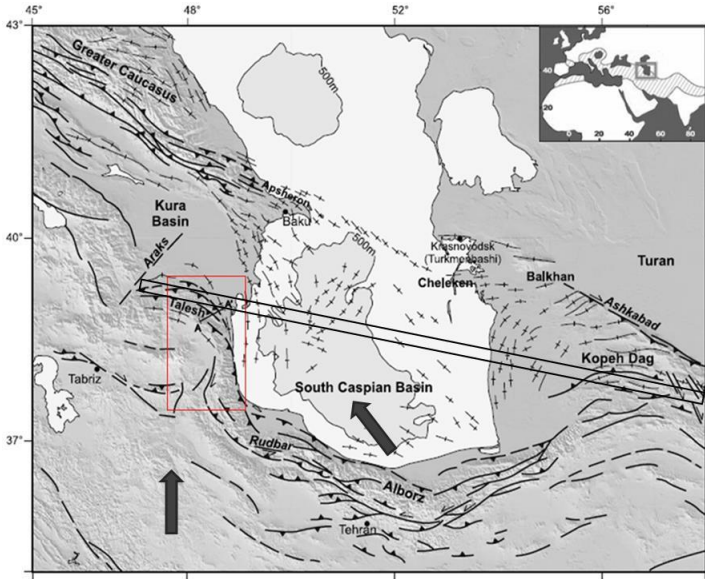 45°
48°
52°
56°
43°
Greater Caucasus
500m
40
20
0
20
40
60
80
Apsheron
Kura
Basin
Baku
40°
Araks
500m
Krasnovodsk
(Turkmenbashi)
Turan
Balkhan
Cheleken
Talesh
A'
A
Ashkabad
Kopeh Dag
Tabriz
South Caspian Basin
37°
Rudbar
Alborz
Tehran